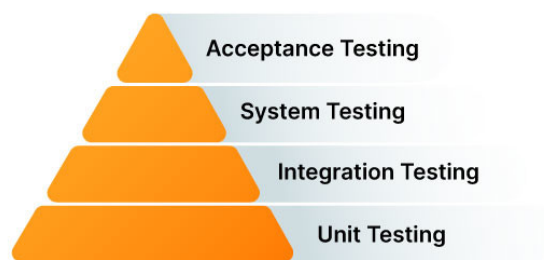 Acceptance Testing
System Testing
Integration Testing
Unit Testing